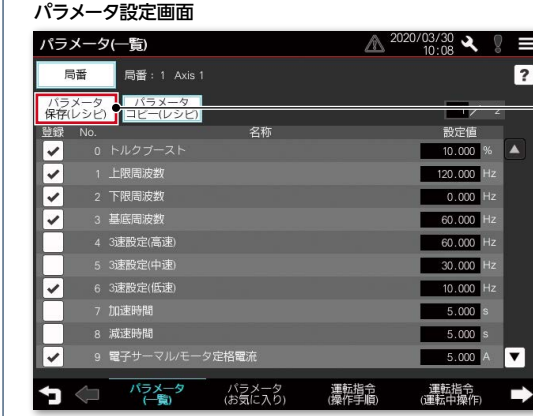 パラメータ設定画面
パラメータ(一覧)
2020/03/30
10:08
局番
局番：1 Axis 1
?
パラメータ
保存(レシピ)
パラメータ
コピー(レシピ)
1 / 2
登録 No. 名称 設定値
0 トルクブースト 10.000 %
1 上限周波数 120.000 Hz
2 下限周波数 0.000 Hz
3 基底周波数 60.000 Hz
4 3速設定(高速) 60.000 Hz
5 3速設定(中速) 30.000 Hz
6 3速設定(低速) 10.000 Hz
7 加速時間 5.000 s
8 減速時間 5.000 s
9 電子サーマル/モータ定格電流 5.000 A
パラメータ
(一覧)
パラメータ
(お気に入り)
運転指令
(操作手順)
運転指令
(運転中操作)